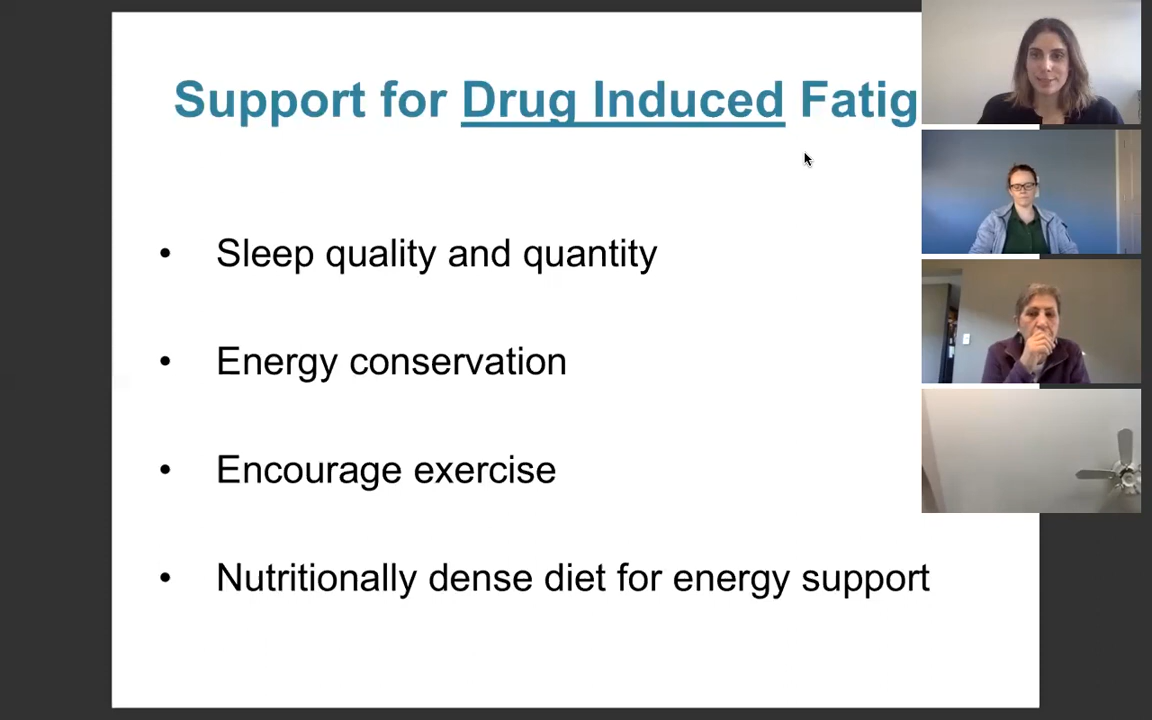 Support for Drug Induced Fatig
• Sleep quality and quantity
• Energy conservation
• Encourage exercise
• Nutritionally dense diet for energy support